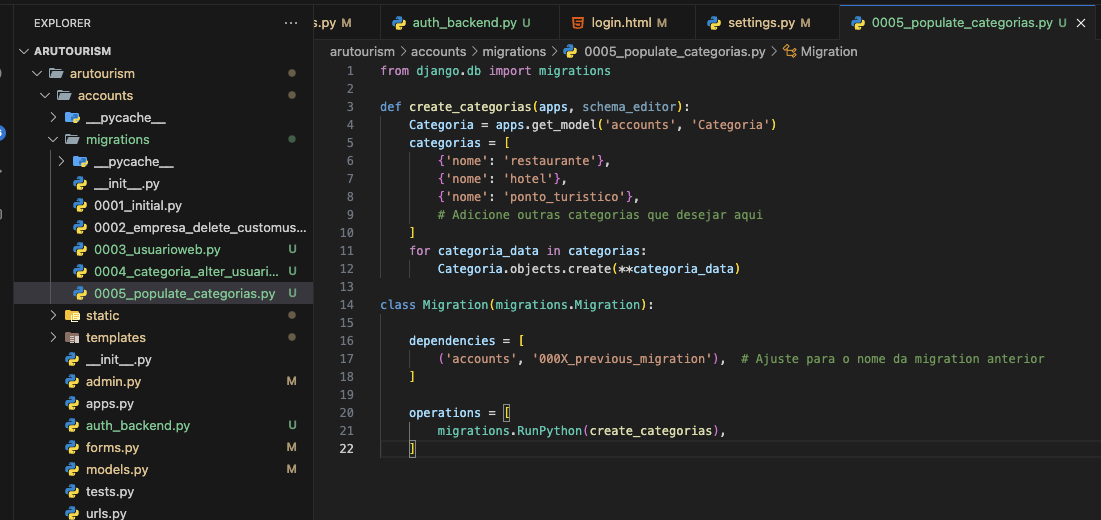 EXPLORER ...
ARUTOURISM
arutourism
accounts
__pycache__
migrations
__pycache__
__init__.py
0001_initial.py
0002_empresa_delete_customus...
0003_usuarioweb.py U
0004_categoria_alter_usuari... U
0005_populate_categorias.py U
static
templates
__init__.py
admin.py M
apps.py
auth_backend.py U
forms.py M
models.py M
tests.py
urls.py
s.py M
auth_backend.py U
login.html M
settings.py M
0005_populate_categorias.py U
arutourism > accounts > migrations > 0005_populate_categorias.py > Migration
1 from django.db import migrations
2
3 def create_categorias(apps, schema_editor):
4 Categoria = apps.get_model('accounts', 'Categoria')
5 categorias = [
6 {'nome': 'restaurante'},
7 {'nome': 'hotel'},
8 {'nome': 'ponto_turistico'},
9 # Adicione outras categorias que desejar aqui
10 ]
11 for categoria_data in categorias:
12 Categoria.objects.create(**categoria_data)
13
14 class Migration(migrations.Migration):
15
16 dependencies = [
17 ('accounts', '000X_previous_migration'), # Ajuste para o nome da migration anterior
18 ]
19
20 operations = [
21 migrations.RunPython(create_categorias),
22 ]